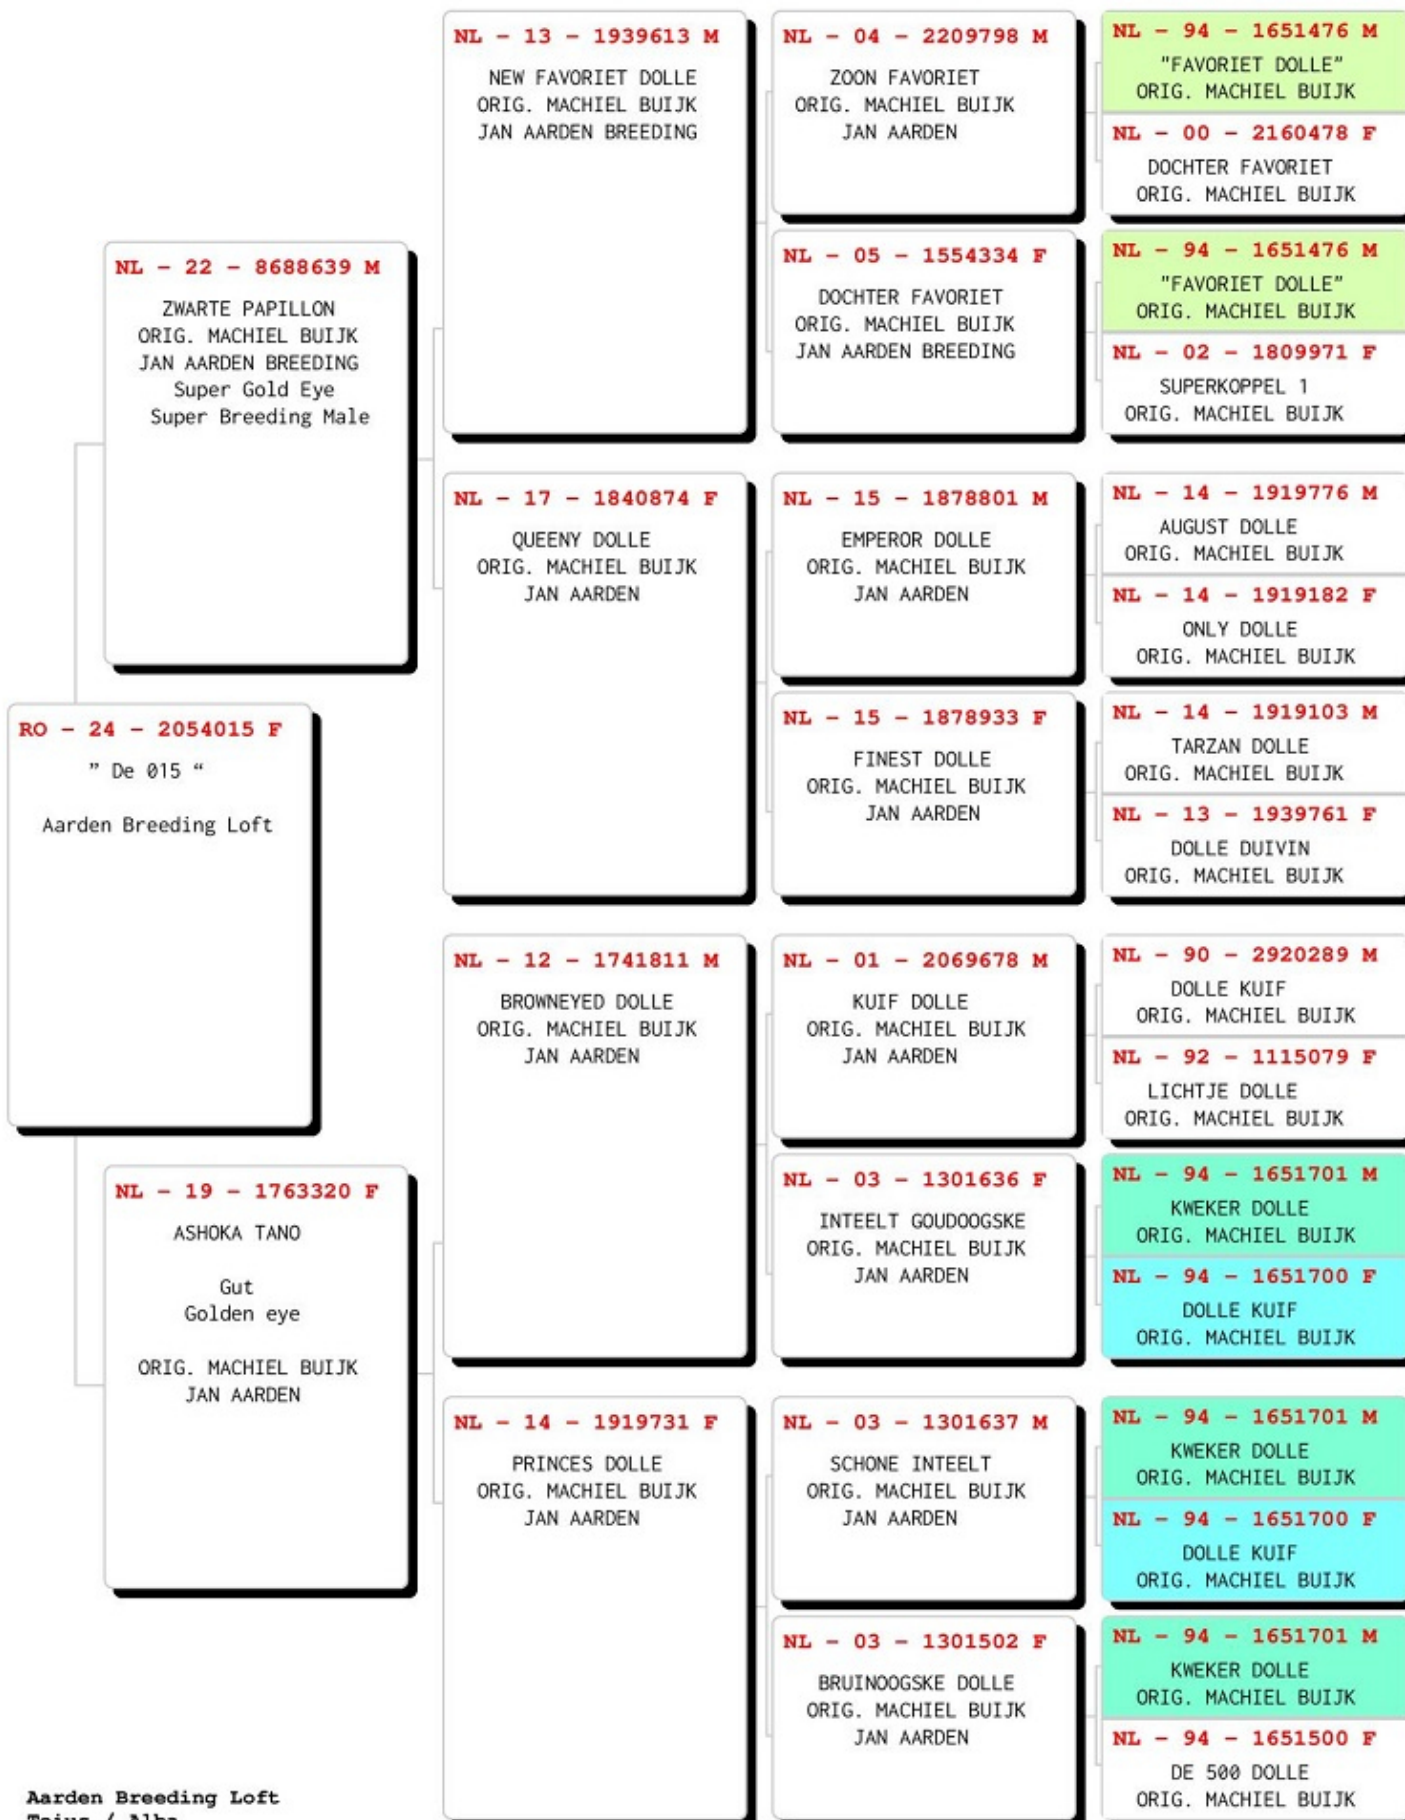 RO - 24 - 2054015 F
" De 015 “
Aarden Breeding Loft
NL - 22 - 8688639 M
ZWARTE PAPILLON
ORIG. MACHIEL BUIJK
JAN AARDEN BREEDING
Super Gold Eye
Super Breeding Male
NL - 19 - 1763320 F
ASHOKA TANO
Gut
Golden eye
ORIG. MACHIEL BUIJK
JAN AARDEN
NL - 13 - 1939613 M
NEW FAVORIET DOLLE
ORIG. MACHIEL BUIJK
JAN AARDEN BREEDING
NL - 17 - 1840874 F
QUEENY DOLLE
ORIG. MACHIEL BUIJK
JAN AARDEN
NL - 12 - 1741811 M
BROWNEYED DOLLE
ORIG. MACHIEL BUIJK
JAN AARDEN
NL - 14 - 1919731 F
PRINCES DOLLE
ORIG. MACHIEL BUIJK
JAN AARDEN
NL - 04 - 2209798 M
ZOON FAVORIET
ORIG. MACHIEL BUIJK
JAN AARDEN
NL - 05 - 1554334 F
DOCHTER FAVORIET
ORIG. MACHIEL BUIJK
JAN AARDEN BREEDING
NL - 15 - 1878801 M
EMPEROR DOLLE
ORIG. MACHIEL BUIJK
JAN AARDEN
NL - 15 - 1878933 F
FINEST DOLLE
ORIG. MACHIEL BUIJK
JAN AARDEN
NL - 01 - 2069678 M
KUIF DOLLE
ORIG. MACHIEL BUIJK
JAN AARDEN
NL - 03 - 1301636 F
INTEELT GOUDOOGSKE
ORIG. MACHIEL BUIJK
JAN AARDEN
NL - 03 - 1301637 M
SCHONE INTEELT
ORIG. MACHIEL BUIJK
JAN AARDEN
NL - 03 - 1301502 F
BRUINOOGSKE DOLLE
ORIG. MACHIEL BUIJK
JAN AARDEN
NL - 94 - 1651476 M
"FAVORIET DOLLE"
ORIG. MACHIEL BUIJK
NL - 00 - 2160478 F
DOCHTER FAVORIET
ORIG. MACHIEL BUIJK
NL - 94 - 1651476 M
"FAVORIET DOLLE"
ORIG. MACHIEL BUIJK
NL - 02 - 1809971 F
SUPERKOPPEL 1
ORIG. MACHIEL BUIJK
NL - 14 - 1919776 M
AUGUST DOLLE
ORIG. MACHIEL BUIJK
NL - 14 - 1919182 F
ONLY DOLLE
ORIG. MACHIEL BUIJK
NL - 14 - 1919103 M
TARZAN DOLLE
ORIG. MACHIEL BUIJK
NL - 13 - 1939761 F
DOLLE DUIVIN
ORIG. MACHIEL BUIJK
NL - 90 - 2920289 M
DOLLE KUIF
ORIG. MACHIEL BUIJK
NL - 92 - 1115079 F
LICHTJE DOLLE
ORIG. MACHIEL BUIJK
NL - 94 - 1651701 M
KWEKER DOLLE
ORIG. MACHIEL BUIJK
NL - 94 - 1651700 F
DOLLE KUIF
ORIG. MACHIEL BUIJK
NL - 94 - 1651701 M
KWEKER DOLLE
ORIG. MACHIEL BUIJK
NL - 94 - 1651700 F
DOLLE KUIF
ORIG. MACHIEL BUIJK
NL - 94 - 1651701 M
KWEKER DOLLE
ORIG. MACHIEL BUIJK
NL - 94 - 1651500 F
DE 500 DOLLE
ORIG. MACHIEL BUIJK
Aarden Breeding Loft
/ Alba